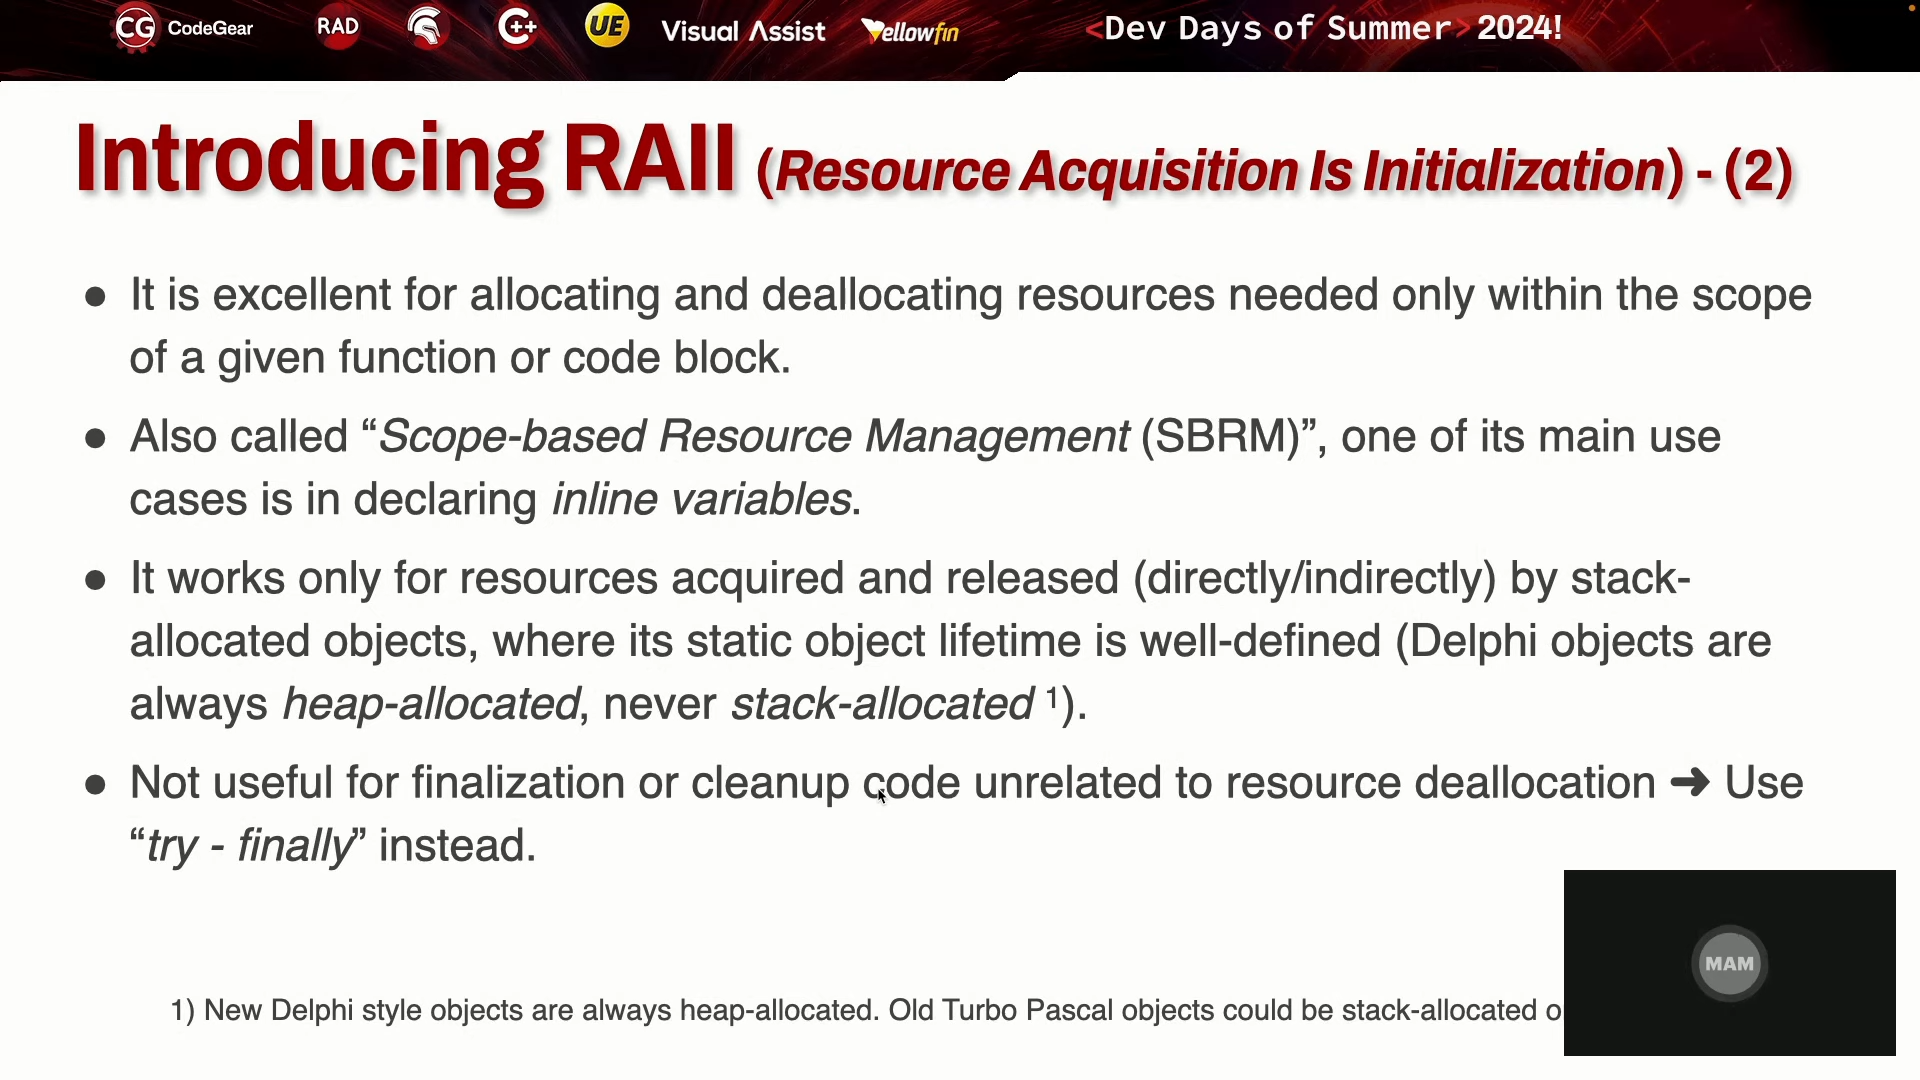 CG CodeGear RAD C++ UE Visual Assist Yellowfin <Dev Days of Summer> 2024!
Introducing RAII (Resource Acquisition Is Initialization) - (2)
● It is excellent for allocating and deallocating resources needed only within the scope
of a given function or code block.
● Also called “Scope-based Resource Management (SBRM)”, one of its main use
cases is in declaring inline variables.
● It works only for resources acquired and released (directly/indirectly) by stack-
allocated objects, where its static object lifetime is well-defined (Delphi objects are
always heap-allocated, never stack-allocated ¹).
● Not useful for finalization or cleanup code unrelated to resource deallocation ➜ Use
“try - finally” instead.
MAM
1) New Delphi style objects are always heap-allocated. Old Turbo Pascal objects could be stack-allocated